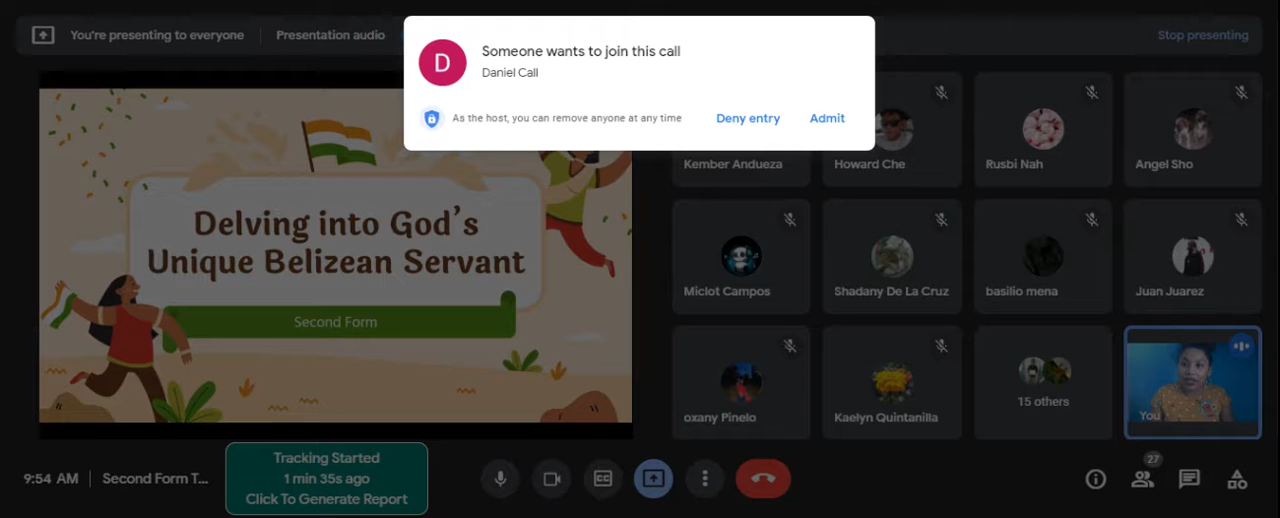 You're presenting to everyone
Presentation audio
Stop presenting
D
Someone wants to join this call
Daniel Call
As the host, you can remove anyone at any time
Deny entry
Admit
Delving into God's
Unique Belizean Servant
Second Form
Kember Andueza
Howard Che
Rusbi Nah
Angel Sho
Miclot Campos
Shadany De La Cruz
basilio mena
Juan Juarez
oxany Pinelo
Kaelyn Quintanilla
15 others
You
9:54 AM
Second Form T...
Tracking Started
1 min 35s ago
Click To Generate Report
CC
27